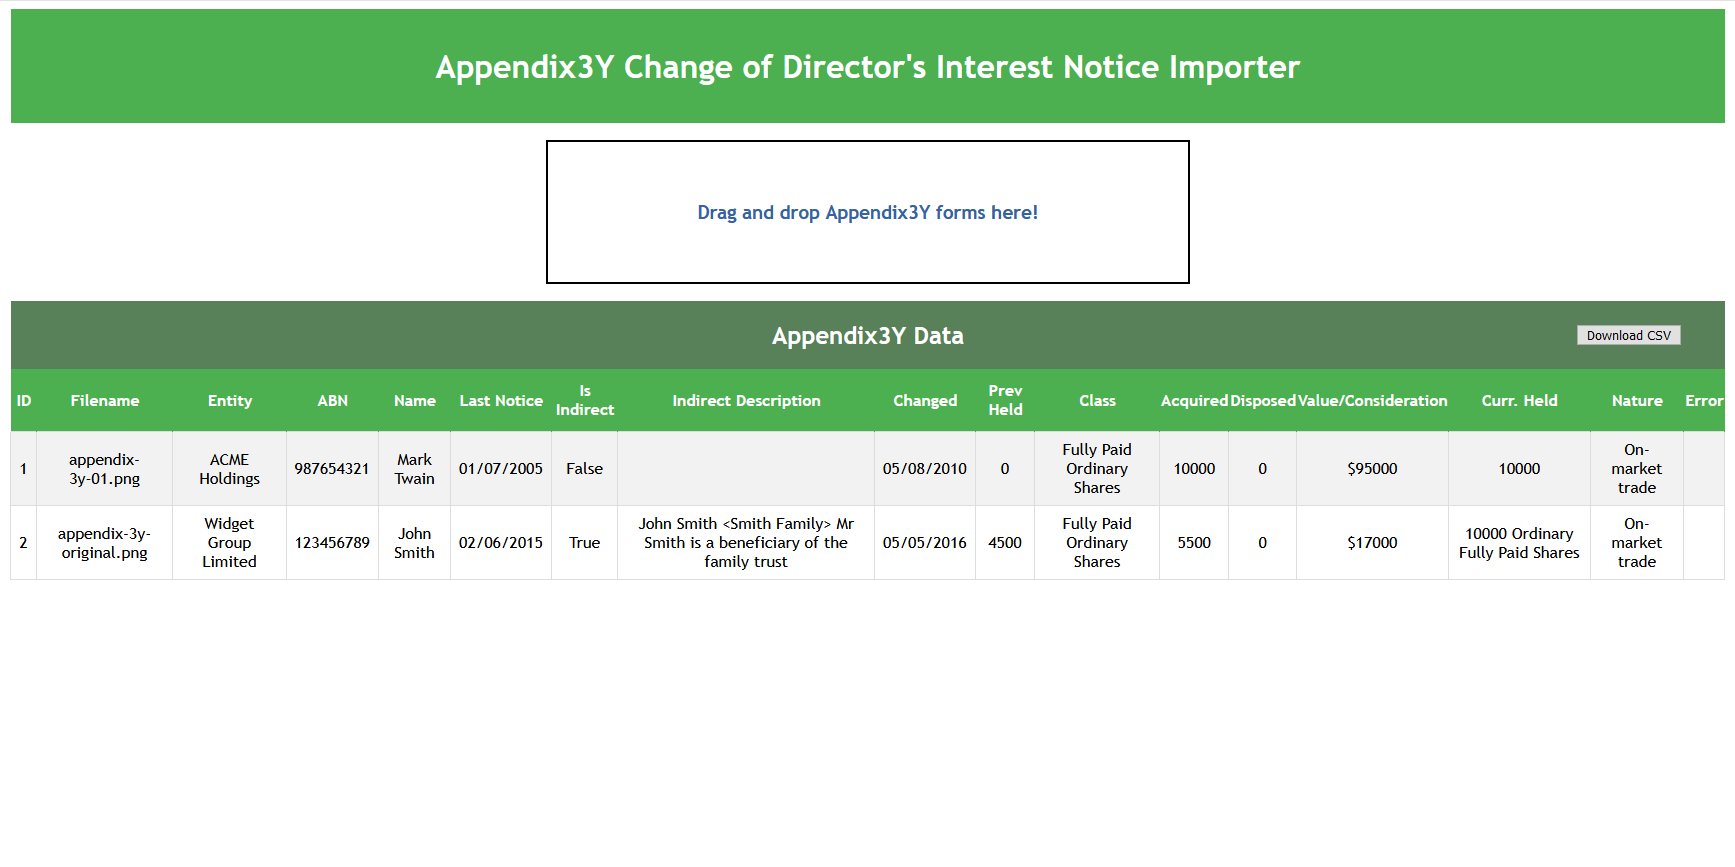 Appendix3Y Change of Director's Interest Notice Importer
Drag and drop Appendix3Y forms here!
Appendix3Y Data
Download CSV
ID Filename Entity ABN Name Last Notice Is Indirect Indirect Description Changed Prev Held Class Acquired Disposed Value/Consideration Curr. Held Nature Error
1 appendix-3y-01.png ACME Holdings 987654321 Mark Twain 01/07/2005 False 05/08/2010 0 Fully Paid Ordinary Shares 10000 0 $95000 10000 On-market trade
2 appendix-3y-original.png Widget Group Limited 123456789 John Smith 02/06/2015 True John Smith <Smith Family> Mr Smith is a beneficiary of the family trust 05/05/2016 4500 Fully Paid Ordinary Shares 5500 0 $17000 10000 Ordinary Fully Paid Shares On-market trade